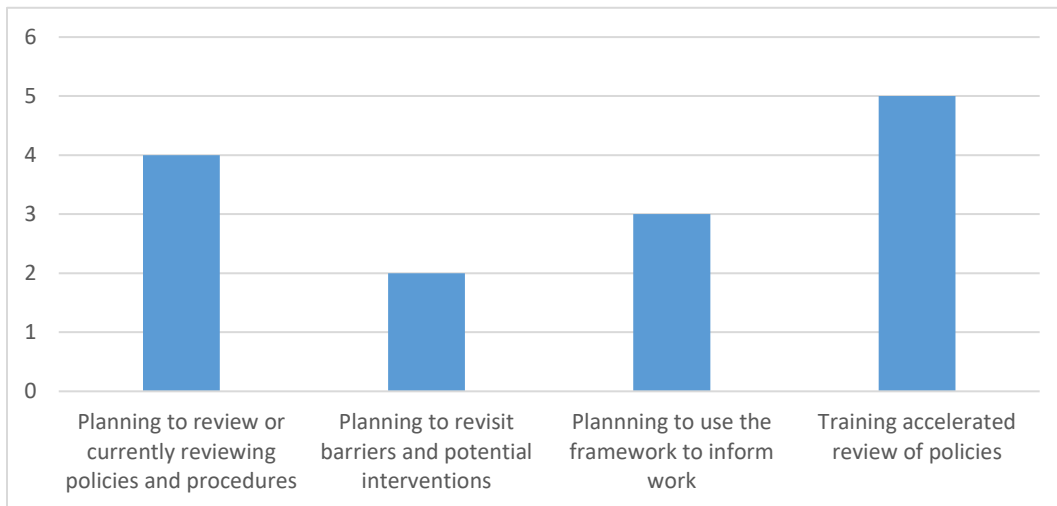 6
5
4
3
2
1
0
Planning to review or
currently reviewing
policies and procedures
Planning to revisit
barriers and potential
interventions
Plannning to use the
framework to inform
work
Training accelerated
review of policies